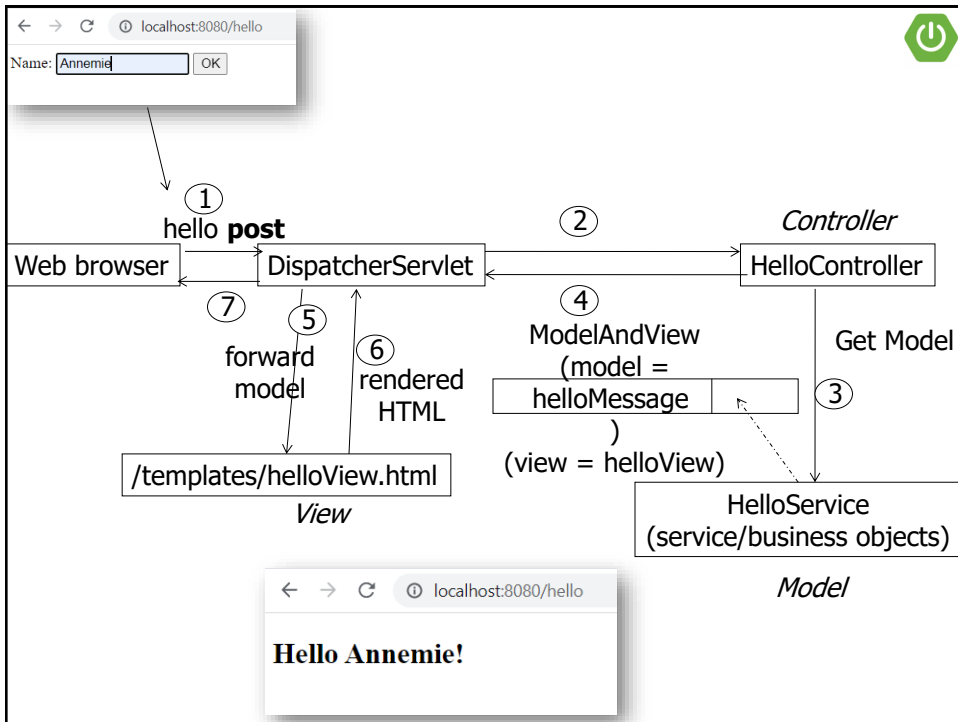 localhost:8080/hello
Name: Annemie OK
1
hello post
2
Controller
Web browser
DispatcherServlet
HelloController
7
5
forward
model
6
rendered
HTML
4
ModelAndView
(model =
helloMessage
)
(view = helloView)
Get Model
3
/templates/helloView.html
View
HelloService
(service/business objects)
Model
localhost:8080/hello
Hello Annemie!